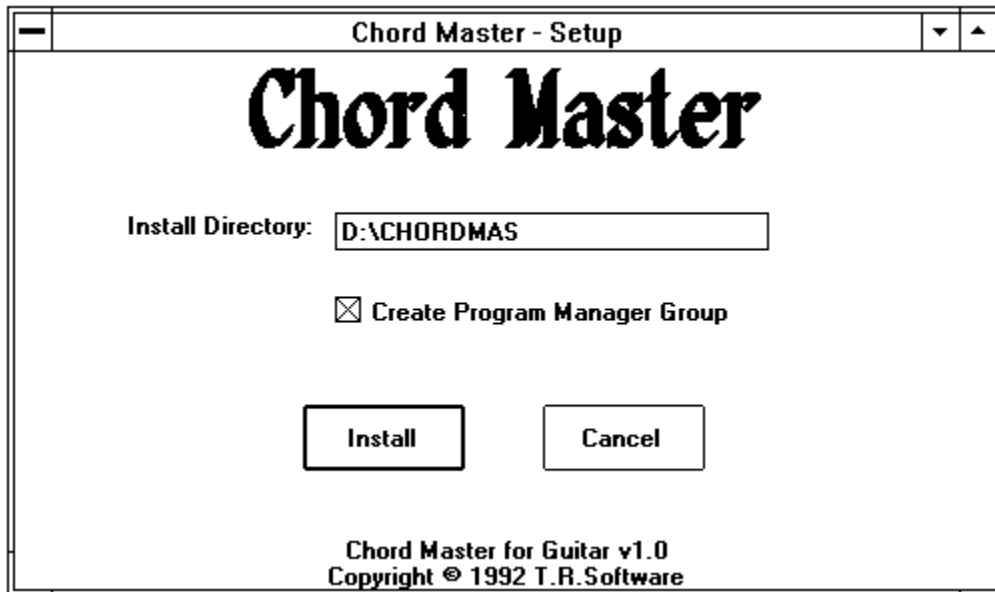 Chord Master - Setup
Chord Master
Install Directory: D:\CHORDMAS
Create Program Manager Group
Install Cancel
Chord Master for Guitar v1.0
Copyright © 1992 T.R.Software